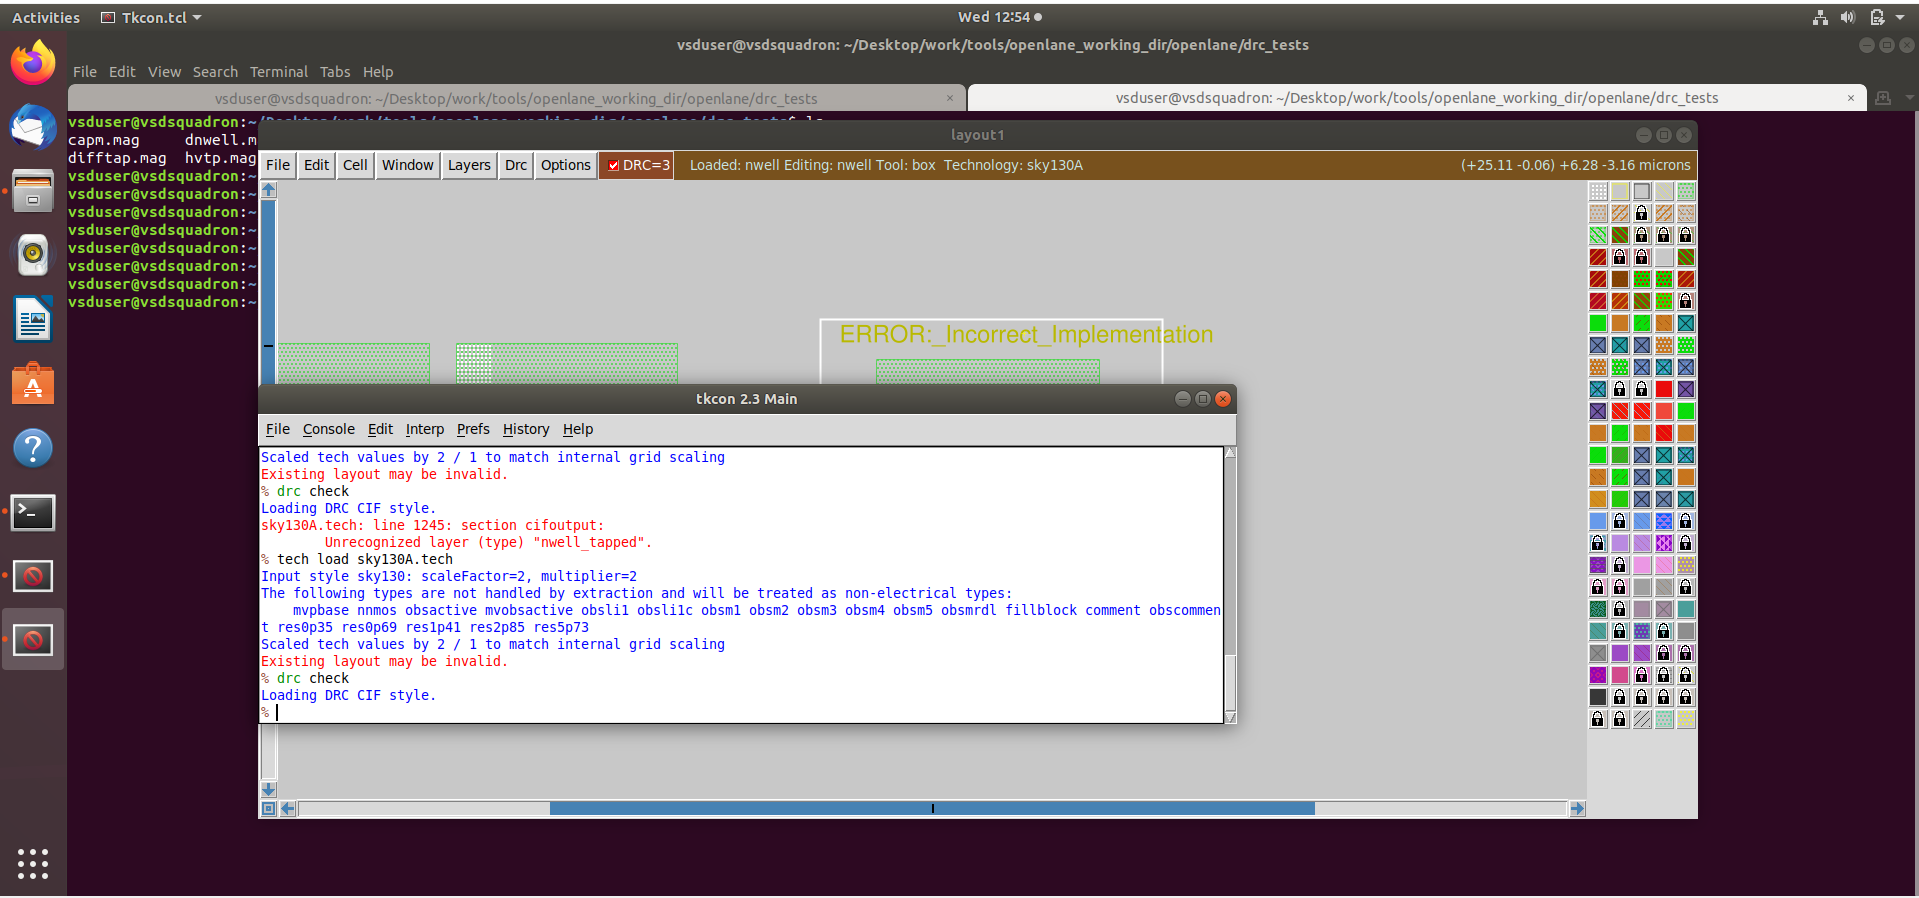 Activities Tkcon.tcl Wed 12:54
vsduser@vsdsquadron: ~/Desktop/work/tools/openlane_working_dir/openlane/drc_tests
File Edit View Search Terminal Tabs Help
vsduser@vsdsquadron: ~/Desktop/work/tools/openlane_working_dir/openlane/drc_tests × vsduser@vsdsquadron: ~/Desktop/work/tools/openlane_working_dir/openlane/drc_tests ×
vsduser@vsdsquadron:~/Desktop/work/tools/openlane_working_dir/openlane/drc_tests$ ls
capm.mag dnwell.m
difftap.mag hvtp.mag
vsduser@vsdsquadron:~
vsduser@vsdsquadron:~
vsduser@vsdsquadron:~
vsduser@vsdsquadron:~
vsduser@vsdsquadron:~
vsduser@vsdsquadron:~
vsduser@vsdsquadron:~
vsduser@vsdsquadron:~
layout1
File Edit Cell Window Layers Drc Options DRC=3 Loaded: nwell Editing: nwell Tool: box Technology: sky130A (+25.11 -0.06) +6.28 -3.16 microns
ERROR:_Incorrect_Implementation
tkcon 2.3 Main
File Console Edit Interp Prefs History Help
Scaled tech values by 2 / 1 to match internal grid scaling
Existing layout may be invalid.
% drc check
Loading DRC CIF style.
sky130A.tech: line 1245: section cifoutput:
Unrecognized layer (type) "nwell_tapped".
% tech load sky130A.tech
Input style sky130: scaleFactor=2, multiplier=2
The following types are not handled by extraction and will be treated as non-electrical types:
mvpbase nnmos obsactive mvobsactive obsli1 obsli1c obsm1 obsm2 obsm3 obsm4 obsm5 obsmrdl fillblock comment obscommen
t res0p35 res0p69 res1p41 res2p85 res5p73
Scaled tech values by 2 / 1 to match internal grid scaling
Existing layout may be invalid.
% drc check
Loading DRC CIF style.
%